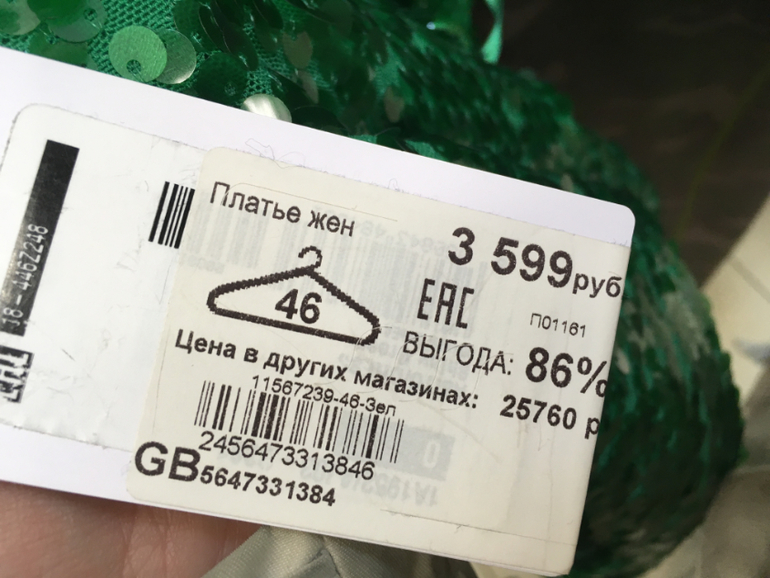 Платье жен
3 599руб
46
ЕАС
П01161
ВЫГОДА: 86%
Цена в других магазинах: 25760 р
11567239-46-Зел
2456473313846
GB5647331384